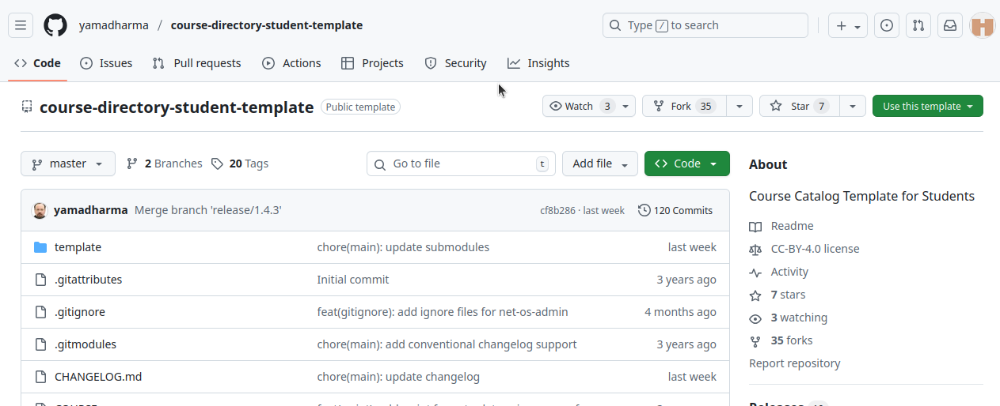 yamadharma / course-directory-student-template Type / to search
Code Issues Pull requests Actions Projects Security Insights
course-directory-student-template Public template Watch 3 Fork 35 Star 7 Use this template
master 2 Branches 20 Tags Go to file t Add file Code
yamadharma Merge branch 'release/1.4.3' cf8b286 · last week 120 Commits
template chore(main): update submodules last week
.gitattributes Initial commit 3 years ago
.gitignore feat(gitignore): add ignore files for net-os-admin 4 months ago
.gitmodules chore(main): add conventional changelog support 3 years ago
CHANGELOG.md chore(main): update changelog last week
About
Course Catalog Template for Students
Readme
CC-BY-4.0 license
Activity
7 stars
3 watching
35 forks
Report repository